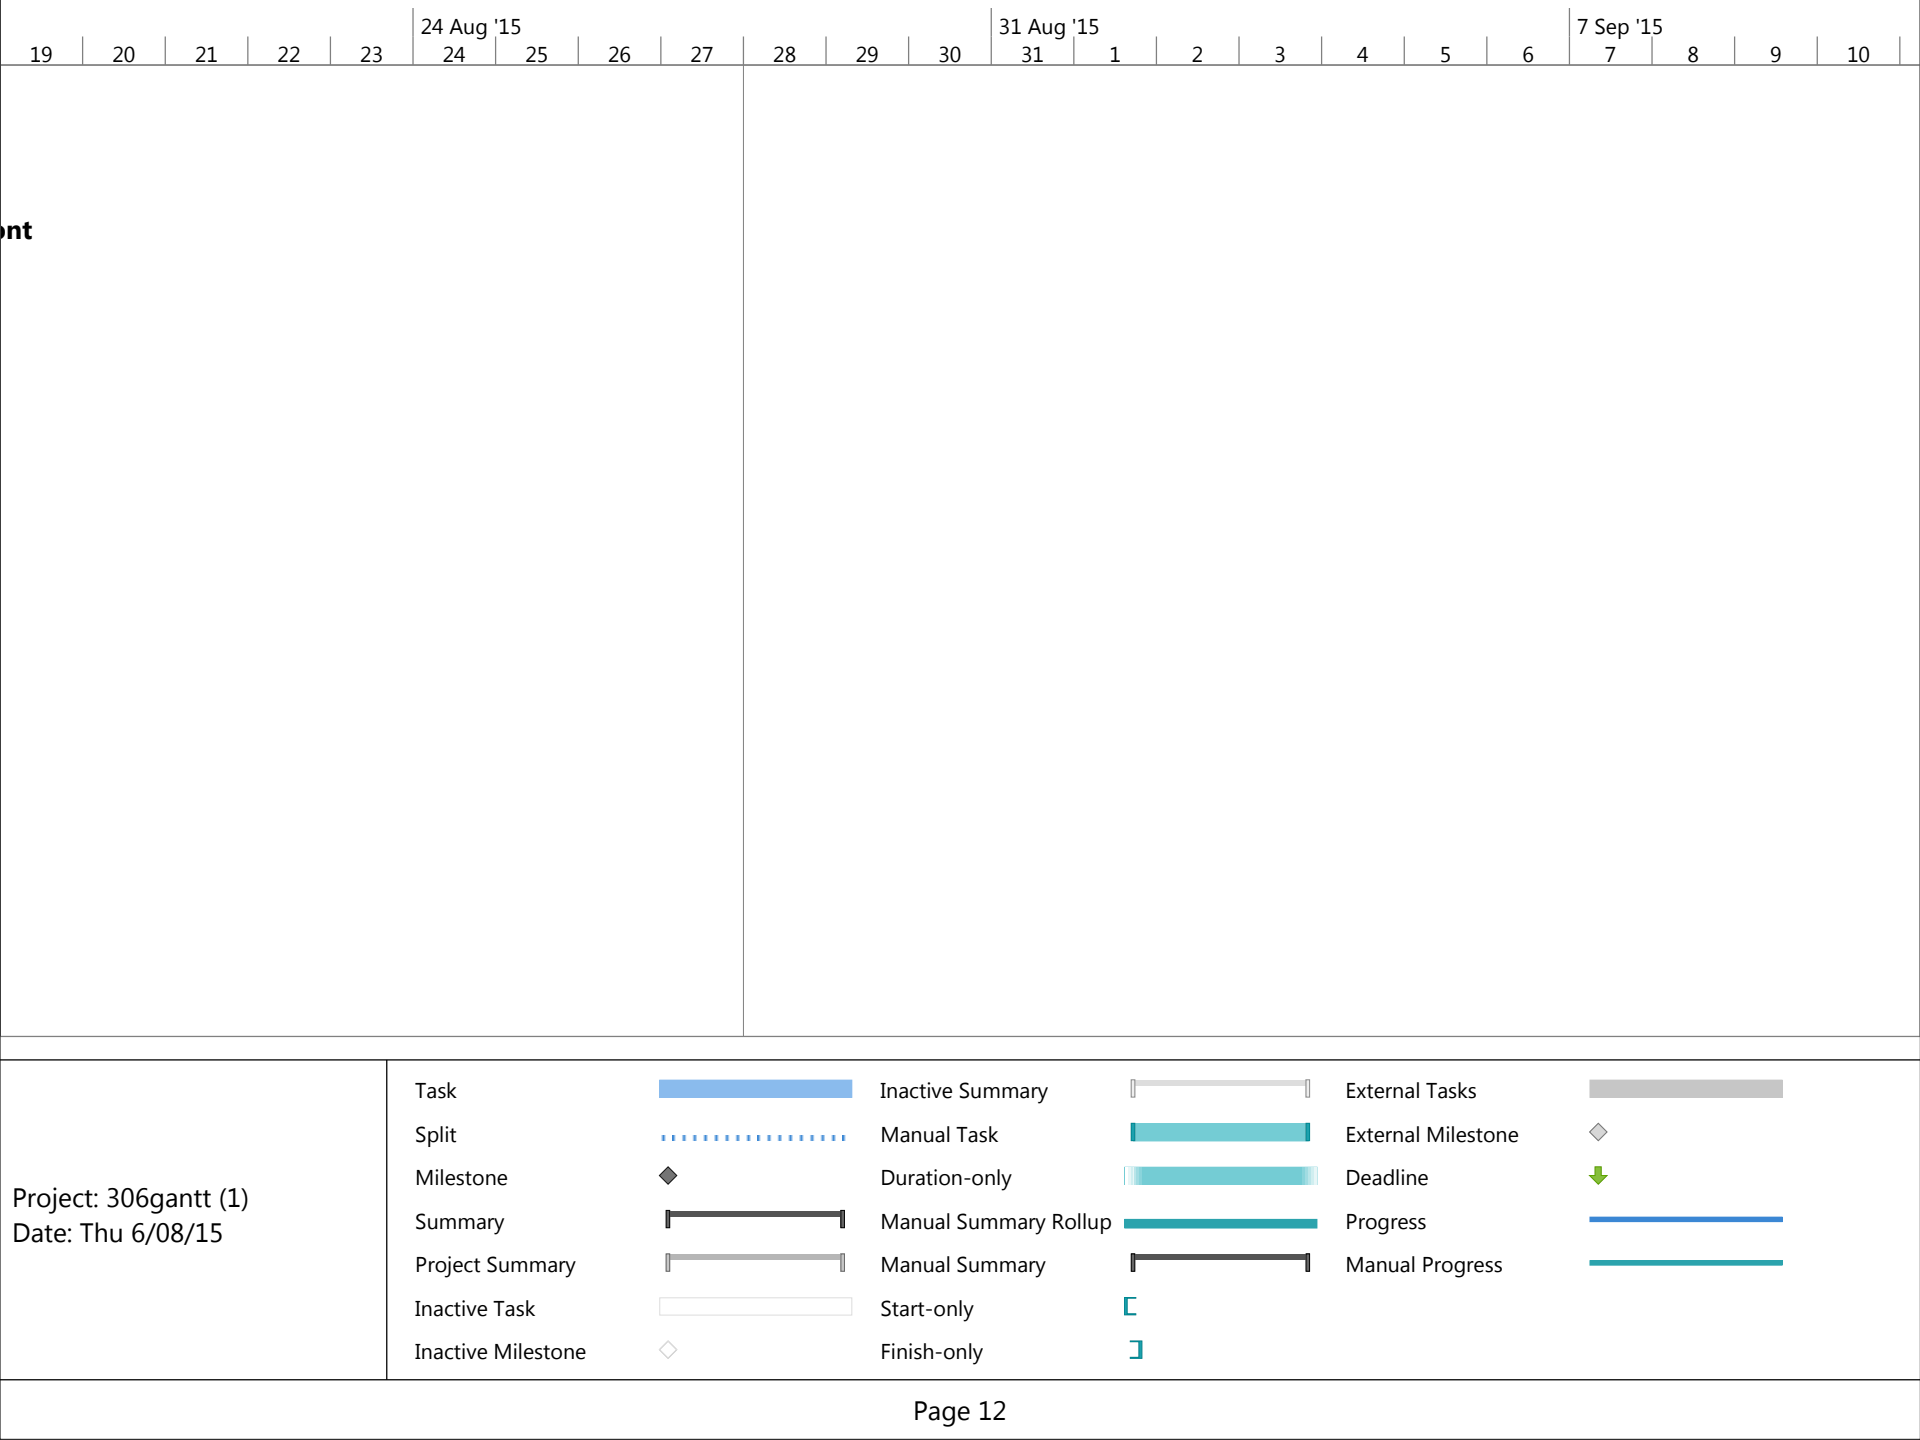 24 Aug '15 31 Aug '15 7 Sep '15
19 20 21 22 23 24 25 26 27 28 29 30 31 1 2 3 4 5 6 7 8 9 10
Task Inactive Summary External Tasks
Split Manual Task External Milestone
Milestone Duration-only Deadline
Summary Manual Summary Rollup Progress
Project Summary Manual Summary Manual Progress
Inactive Task Start-only
Inactive Milestone Finish-only
Project: 306gantt (1)
Date: Thu 6/08/15
Page 12